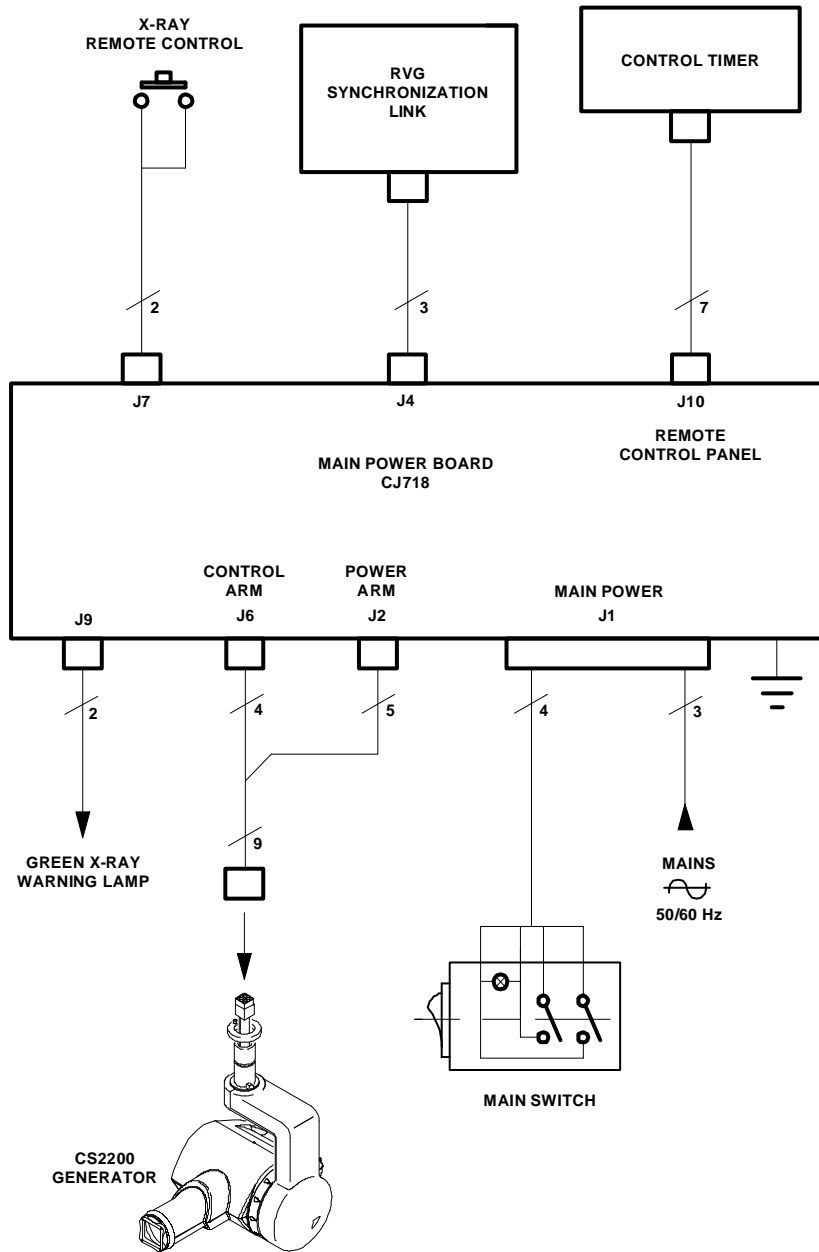 X-RAY
REMOTE CONTROL
RVG
SYNCHRONIZATION
LINK
CONTROL TIMER
2
3
7
J7
J4
J10
REMOTE
CONTROL PANEL
MAIN POWER BOARD
CJ718
CONTROL
ARM
J6
POWER
ARM
J2
MAIN POWER
J1
J9
2
4
5
4
3
9
GREEN X-RAY
WARNING LAMP
MAINS
50/60 Hz
MAIN SWITCH
CS2200
GENERATOR